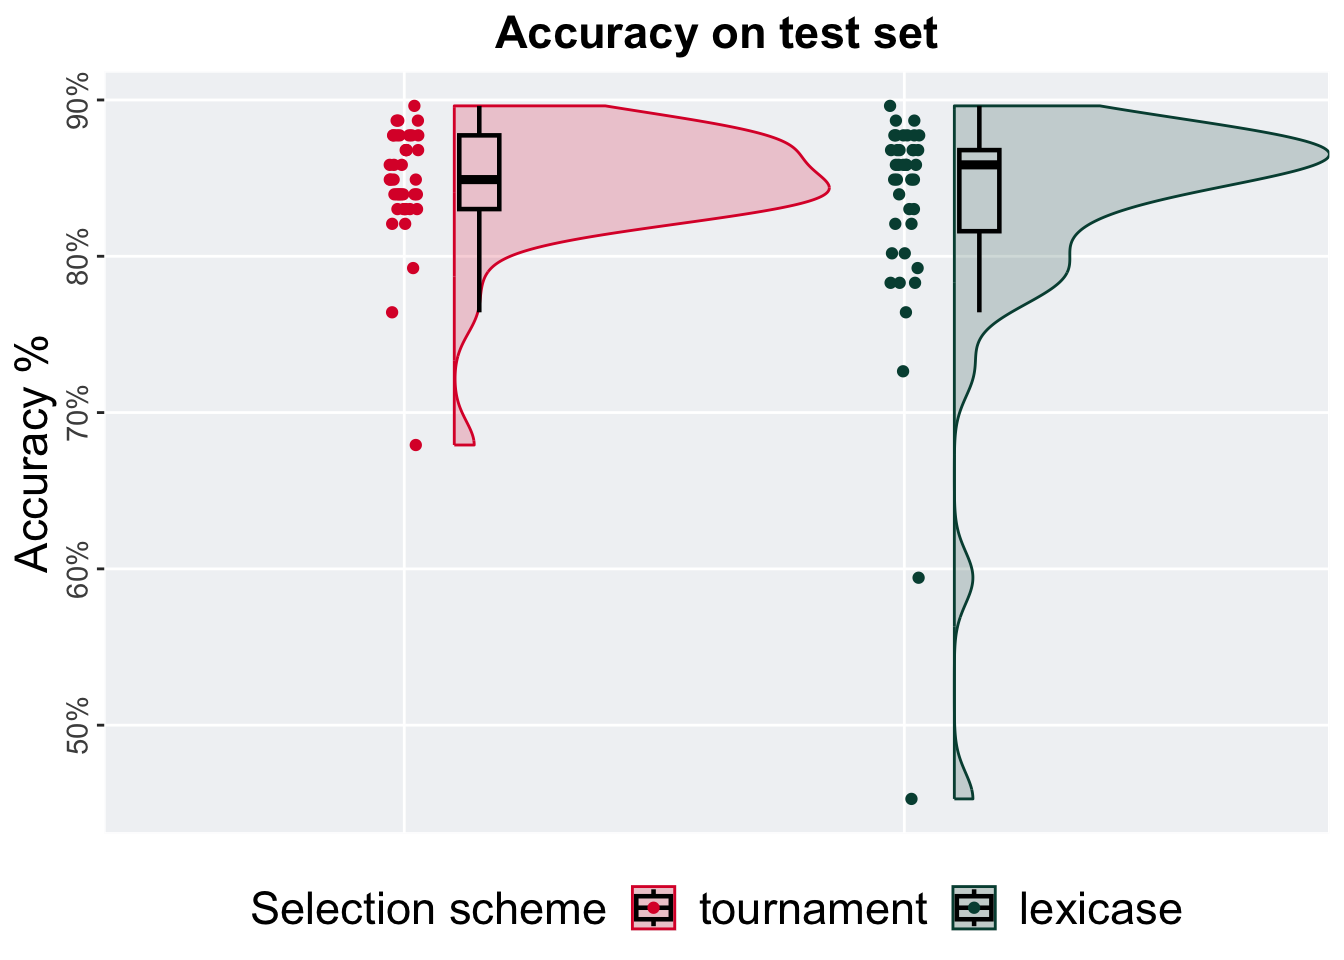 Accuracy on test set
Accuracy %
90%
80%
70%
60%
50%
Selection scheme tournament lexicase